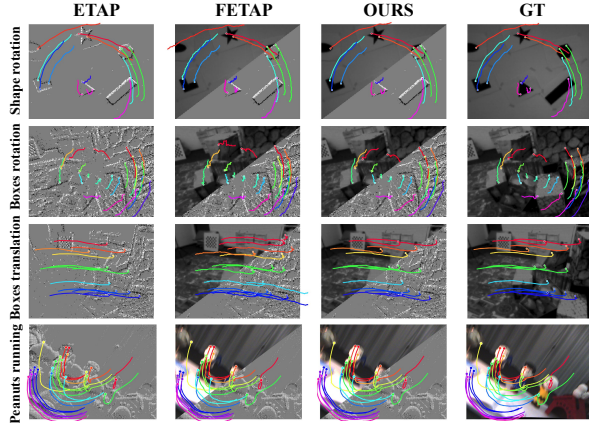 ETAP FETAP OURS GT
Shape rotation
Boxes rotation
Boxes translation
Peanuts running